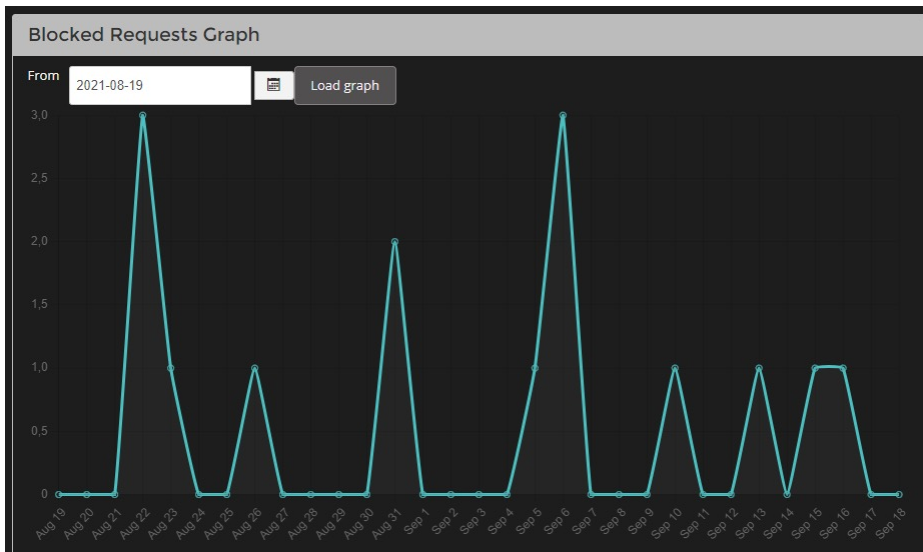 Blocked Requests Graph
From
2021-08-19
Load graph
3,0
2,5
2,0
1,5
1,0
0,5
0
Aug 19
Aug 20
Aug 21
Aug 22
Aug 23
Aug 24
Aug 25
Aug 26
Aug 27
Aug 28
Aug 29
Aug 30
Aug 31
Sep 1
Sep 2
Sep 3
Sep 4
Sep 5
Sep 6
Sep 7
Sep 8
Sep 9
Sep 10
Sep 11
Sep 12
Sep 13
Sep 14
Sep 15
Sep 16
Sep 17
Sep 18